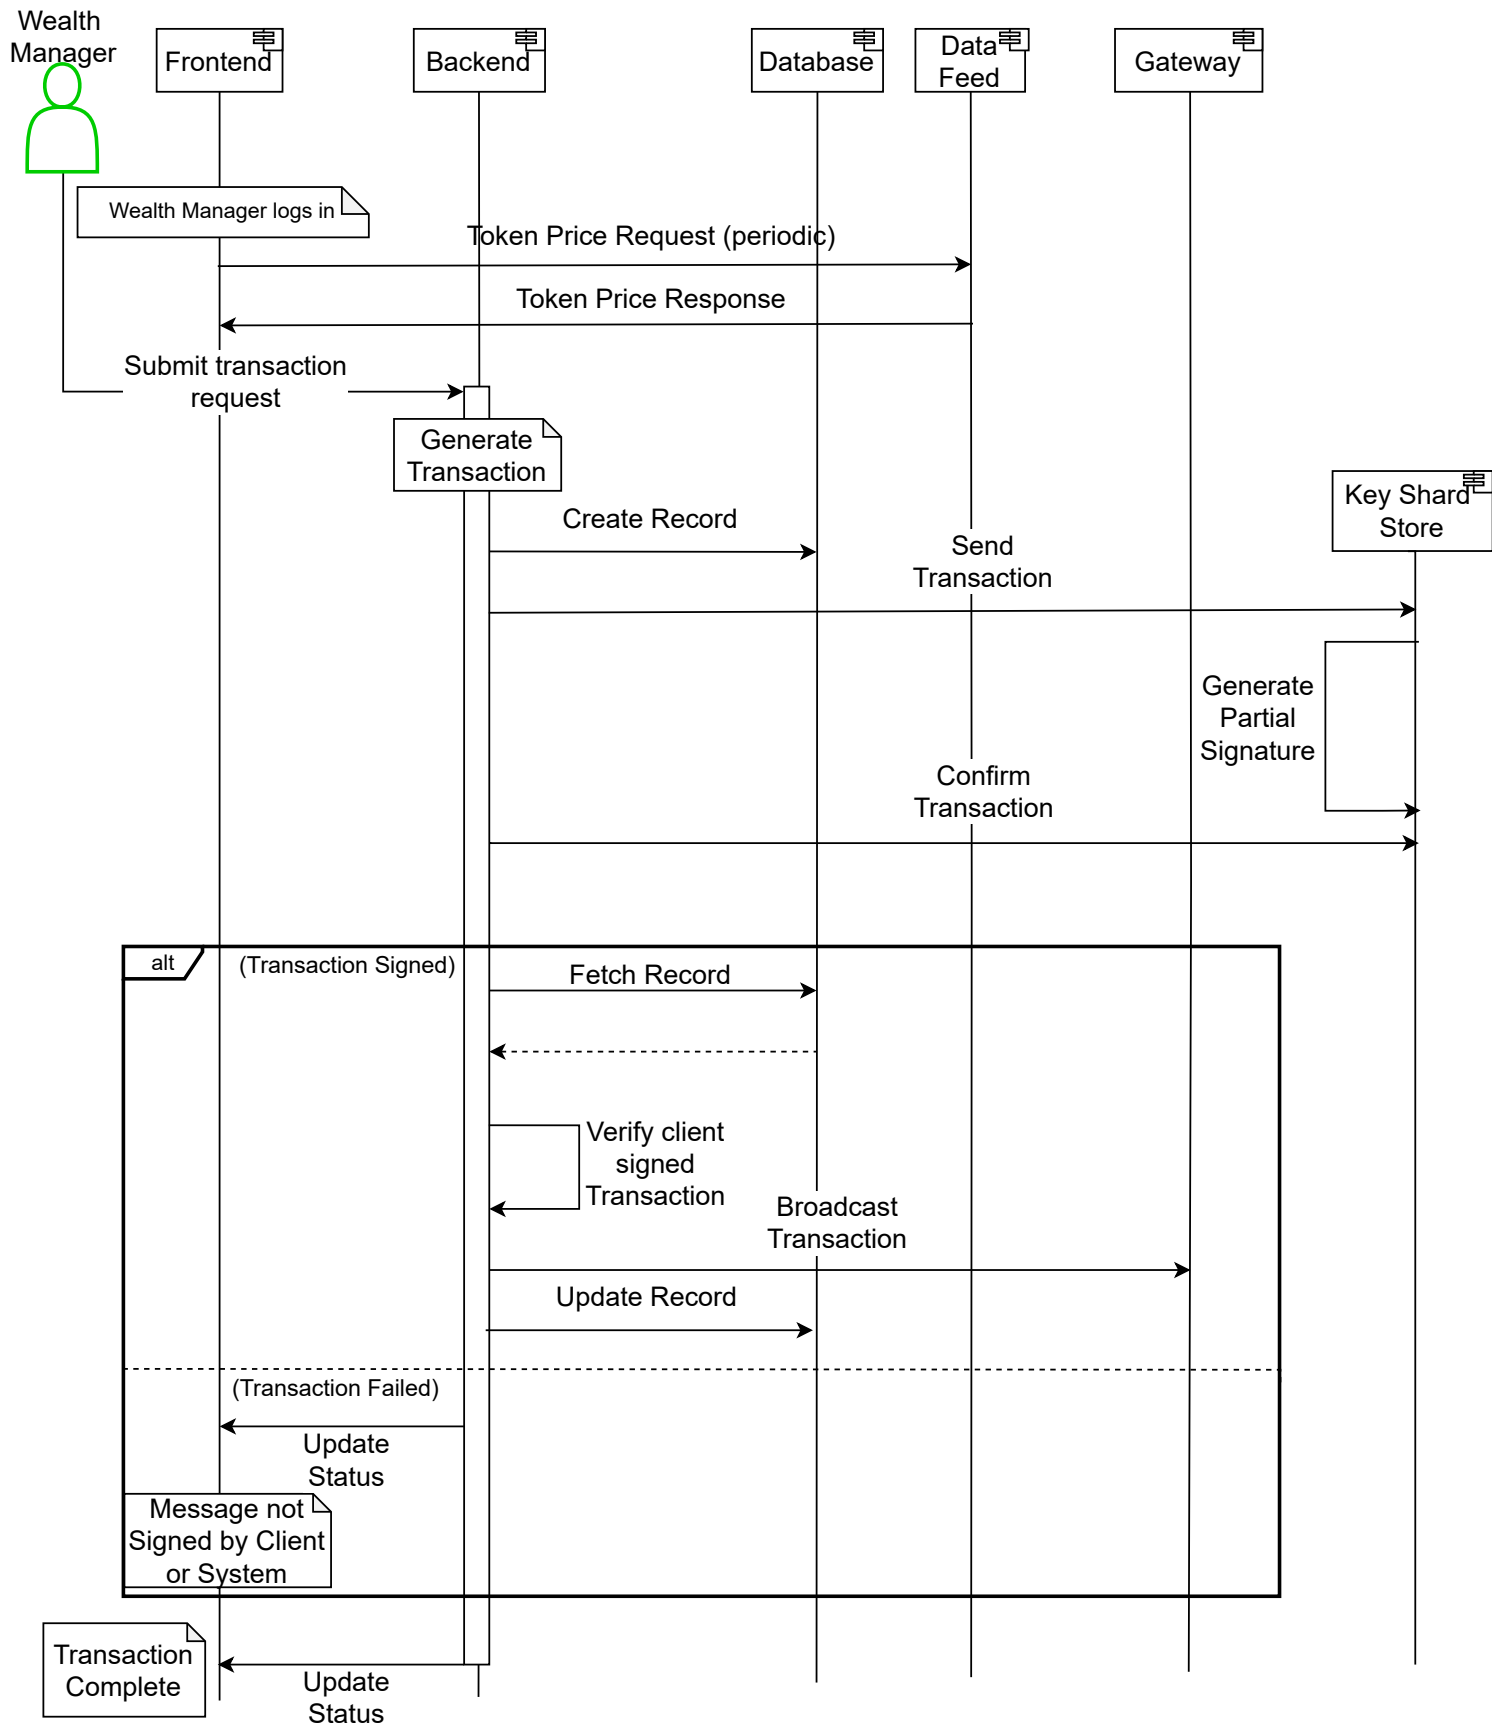 Wealth
Manager
Frontend
Backend
Database
Data
Feed
Gateway
Wealth Manager logs in
Token Price Request (periodic)
Token Price Response
Submit transaction
request
Generate
Transaction
Key Shard
Store
Create Record
Send
Transaction
Generate
Partial
Signature
Confirm
Transaction
alt
(Transaction Signed)
Fetch Record
Verify client
signed
Transaction
Broadcast
Transaction
Update Record
(Transaction Failed)
Update
Status
Message not
Signed by Client
or System
Transaction
Complete
Update
Status